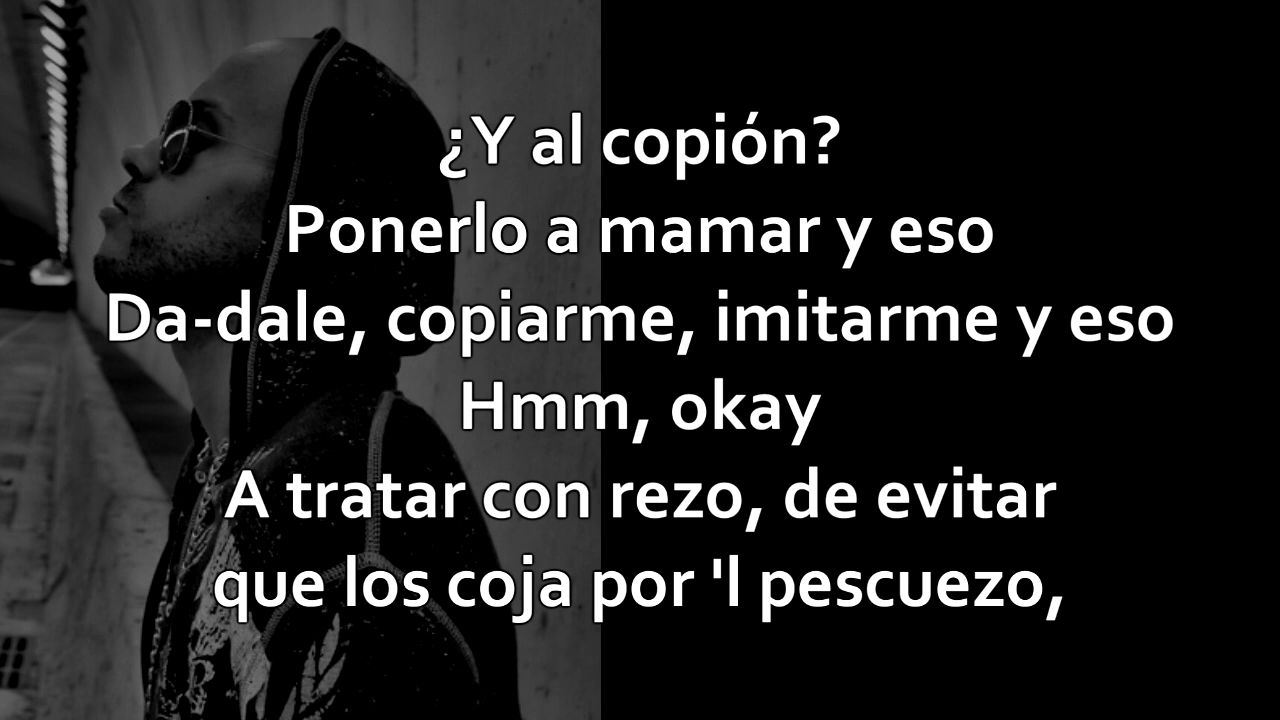 ¿Y al copión?
Ponerlo a mamar y eso
Da-dale, copiarme, imitarme y eso
Hmm, okay
A tratar con rezo, de evitar
que los coja por 'l pescuezo,